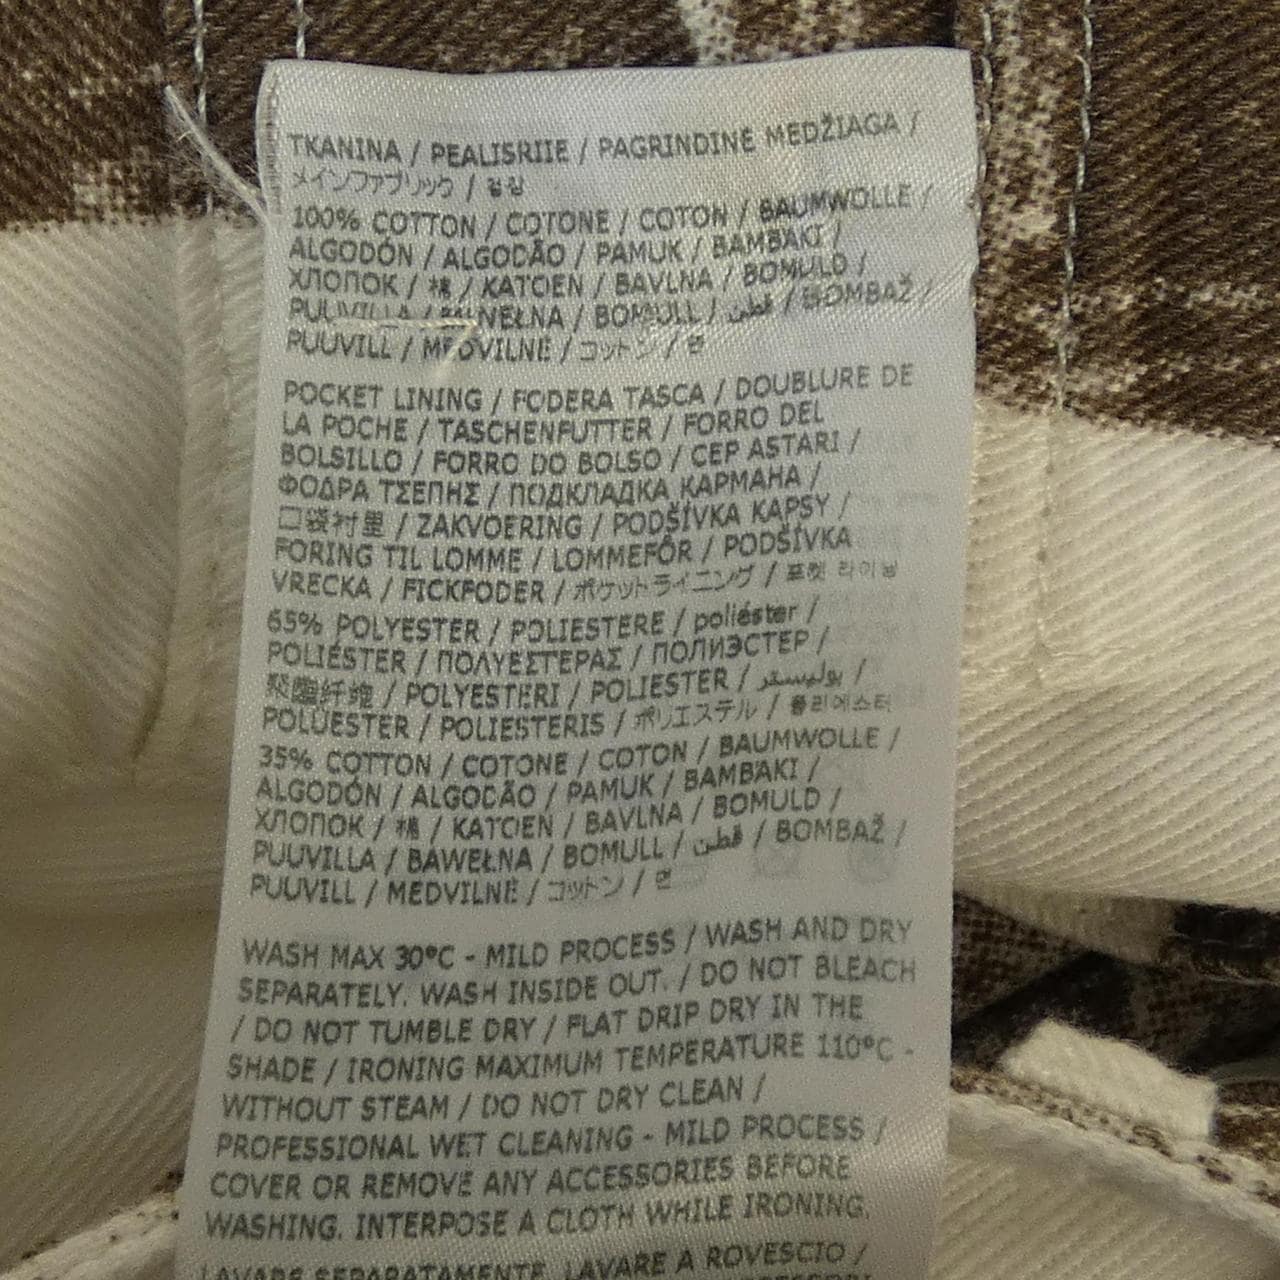 TKANINA / PEALISRIIE / PAGRINDINĖ MEDŽIAGA /
メインファブリック / 겉감
100% COTTON / COTONE / COTON / BAUMWOLLE /
ALGODÓN / ALGODÃO / PAMUK / BAMBAKI /
ХЛОПОК / 棉 / KATOEN / BAVLNA / BOMULD /
PUUVILLA / BAWEŁNA / BOMULL / قطن / BOMBAŽ /
PUUVILL / MEDVILNĖ / コットン / 면
POCKET LINING / FODERA TASCA / DOUBLURE DE
LA POCHE / TASCHENFUTTER / FORRO DEL
BOLSILLO / FORRO DO BOLSO / CEP ASTARI /
ΦΟΔΡΑ ΤΣΕΠΗΣ / ПОДКЛАДКА КАРМАНА /
口袋衬里 / ZAKVOERING / PODŠÍVKA KAPSY /
FORING TIL LOMME / LOMMEFÔR / PODŠÍVKA
VRECKA / FICKFODER / ポケットライニング / 포켓 라이닝
65% POLYESTER / POLIESTERE / poliéster /
POLIÉSTER / ΠΟΛΥΕΣΤΕΡΑΣ / ПОЛИЭСТЕР /
聚酯纤维 / POLYESTERI / POLIESTER / بوليستر /
POLÜESTER / POLIESTERIS / ポリエステル / 폴리에스터
35% COTTON / COTONE / COTON / BAUMWOLLE /
ALGODÓN / ALGODÃO / PAMUK / BAMBAKI /
ХЛОПОК / 棉 / KATOEN / BAVLNA / BOMULD /
PUUVILLA / BAWEŁNA / BOMULL / قطن / BOMBAŽ /
PUUVILL / MEDVILNĖ / コットン / 면
WASH MAX 30°C - MILD PROCESS / WASH AND DRY
SEPARATELY. WASH INSIDE OUT. / DO NOT BLEACH
/ DO NOT TUMBLE DRY / FLAT DRIP DRY IN THE
SHADE / IRONING MAXIMUM TEMPERATURE 110°C -
WITHOUT STEAM / DO NOT DRY CLEAN /
PROFESSIONAL WET CLEANING - MILD PROCESS /
COVER OR REMOVE ANY ACCESSORIES BEFORE
WASHING. INTERPOSE A CLOTH WHILE IRONING.
LAVARE SEPARATAMENTE. LAVARE A ROVESCIO /